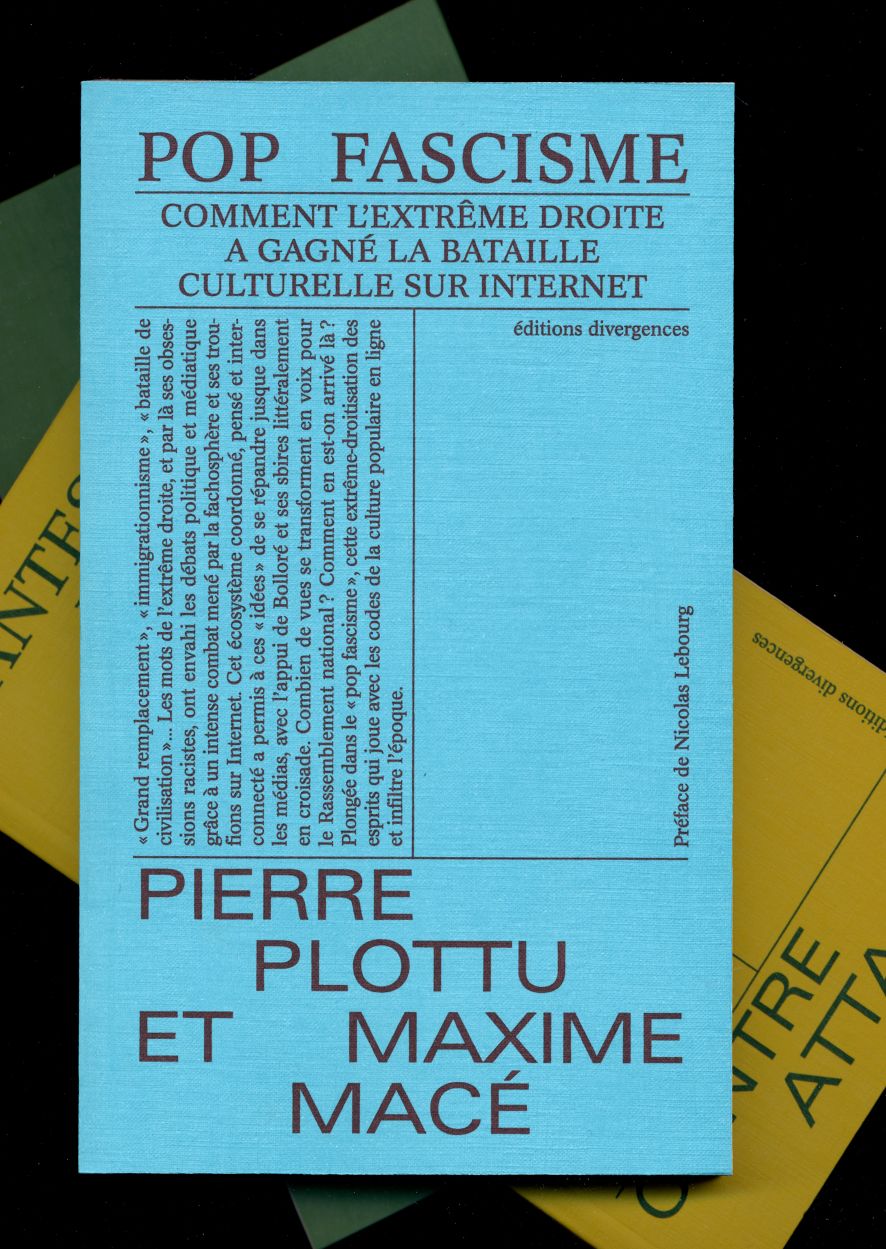 POP FASCISME
COMMENT L'EXTRÊME DROITE
A GAGNÉ LA BATAILLE
CULTURELLE SUR INTERNET
éditions divergences
« Grand remplacement », « immigrationnisme », « bataille de
civilisation »... Les mots de l'extrême droite, et par là ses obses-
sions racistes, ont envahi les débats politique et médiatique
grâce à un intense combat mené par la fachosphère et ses trou-
fions sur Internet. Cet écosystème coordonné, pensé et inter-
connecté a permis à ces « idées » de se répandre jusque dans
les médias, avec l'appui de Bolloré et ses sbires littéralement
en croisade. Combien de vues se transforment en voix pour
le Rassemblement national ? Comment en est-on arrivé là ?
Plongée dans le « pop fascisme », cette extrême-droitisation des
esprits qui joue avec les codes de la culture populaire en ligne
et infiltre l'époque.
Préface de Nicolas Lebourg
PIERRE
PLOTTU
ET MAXIME
MACÉ
éditions divergences